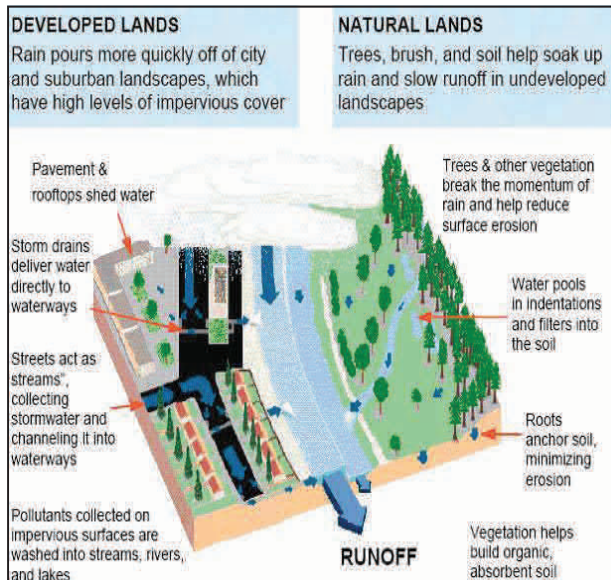 DEVELOPED LANDS
Rain pours more quickly off of city
and suburban landscapes, which
have high levels of impervious cover
NATURAL LANDS
Trees, brush, and soil help soak up
rain and slow runoff in undeveloped
landscapes
Pavement &
rooftops shed water
Storm drains
deliver water
directly to
waterways
Streets act as
streams”,
collecting
stormwater and
channeling it into
waterways
Pollutants collected on
impervious surfaces are
washed into streams, rivers,
and lakes
Trees & other vegetation
break the momentum of
rain and help reduce
surface erosion
Water pools
in indentations
and filters into
the soil
Roots
anchor soil,
minimizing
erosion
Vegetation helps
build organic,
absorbent soil
RUNOFF